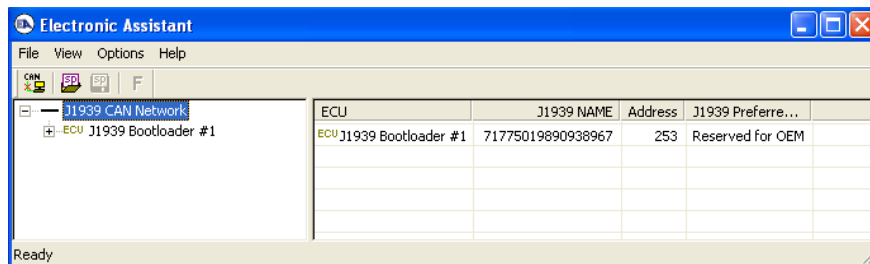 Electronic Assistant
File View Options Help
CAN SP SP F
J1939 CAN Network
ECU J1939 Bootloader #1
ECU J1939 NAME Address J1939 Preferre...
ECU J1939 Bootloader #1 71775019890938967 253 Reserved for OEM
Ready